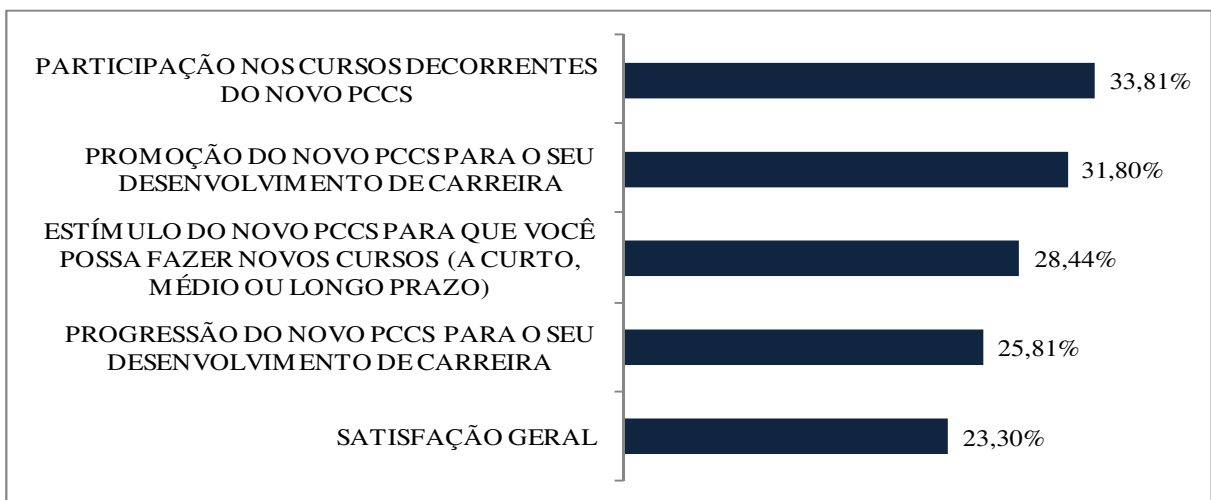 PARTICIPAÇÃO NOS CURSOS DECORRENTES
DO NOVO PCCS
33,81%
PROMOÇÃO DO NOVO PCCS PARA O SEU
DESENVOLVIMENTO DE CARREIRA
31,80%
ESTÍMULO DO NOVO PCCS PARA QUE VOCÊ
POSSA FAZER NOVOS CURSOS (A CURTO,
MÉDIO OU LONGO PRAZO)
28,44%
PROGRESSÃO DO NOVO PCCS PARA O SEU
DESENVOLVIMENTO DE CARREIRA
25,81%
SATISFAÇÃO GERAL
23,30%